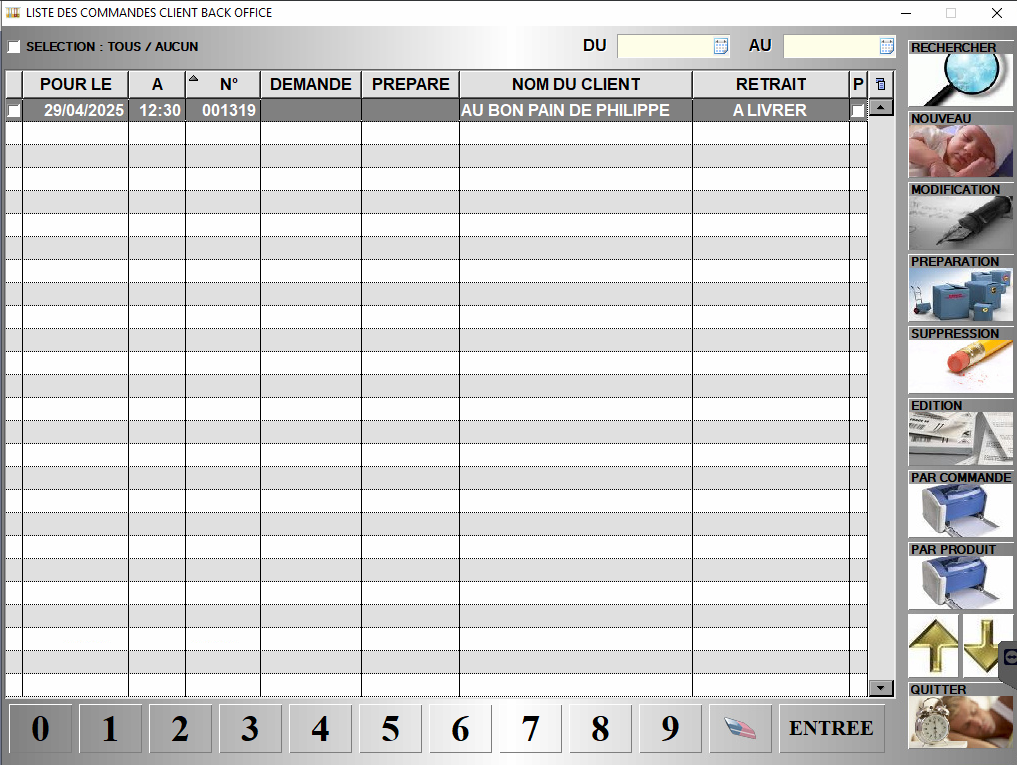 LISTE DES COMMANDES CLIENT BACK OFFICE
SELECTION : TOUS / AUCUN
DU
AU
POUR LE A N° DEMANDE PREPARE NOM DU CLIENT RETRAIT P
29/04/2025 12:30 001319 AU BON PAIN DE PHILIPPE A LIVRER
RECHERCHER
NOUVEAU
MODIFICATION
PREPARATION
SUPPRESSION
EDITION
PAR COMMANDE
PAR PRODUIT
QUITTER
0 1 2 3 4 5 6 7 8 9 ENTREE